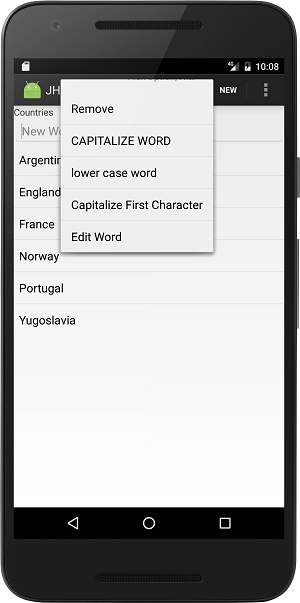 10:08
JH
NEW
Countries
New Wo
Remove
CAPITALIZE WORD
lower case word
Capitalize First Character
Edit Word
Argentin
England
France
Norway
Portugal
Yugoslavia